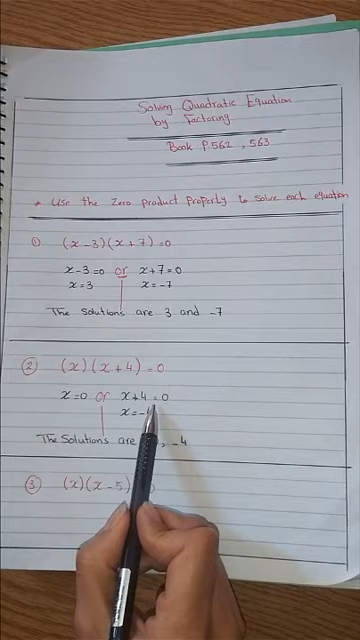 Solving Quadratic Equation
by Factoring
Book P.562, 563
* Use the Zero product property to solve each equation
① (x-3)(x+7)=0
x-3=0 or x+7=0
x=3 x=-7
The Solutions are 3 and -7
② (x)(x+4)=0
x=0 or x+4=0
x=-4
The Solutions are , -4
③ (x)(x-5)